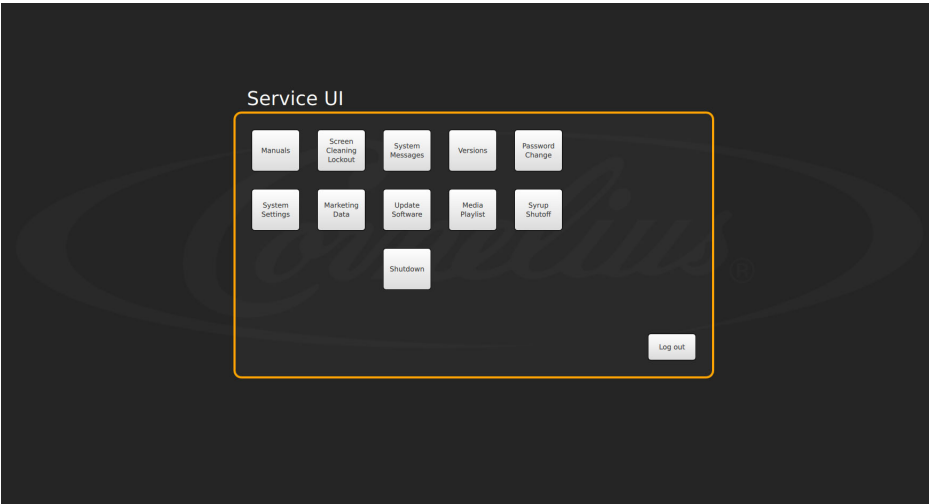 Service UI
Manuals
Screen
Cleaning
Lockout
System
Messages
Versions
Password
Change
System
Settings
Marketing
Data
Update
Software
Media
Playlist
Syrup
Shutoff
Shutdown
Log out
Cornelius®